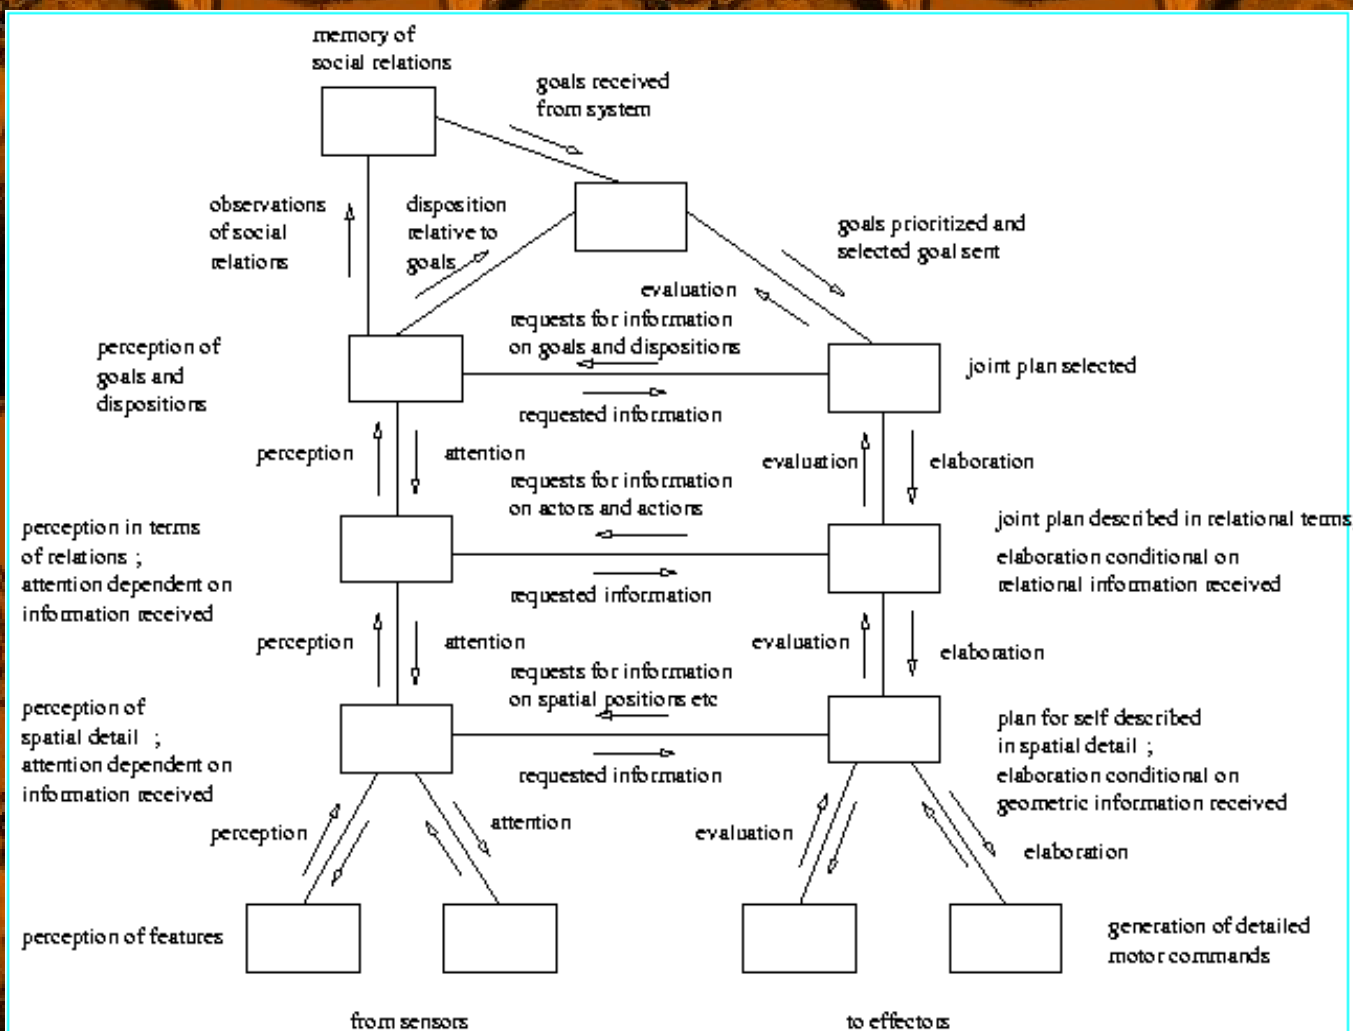 memory of
social relations
goals received
from system
observations
of social
relations
disposition
relative to
goals
goals prioritized and
selected goal sent
evaluation
requests for information
on goals and dispositions
perception of
goals and
dispositions
joint plan selected
requested information
perception
attention
evaluation
elaboration
requests for information
on actors and actions
perception in terms
of relations ;
attention dependent on
information received
joint plan described in relational terms
elaboration conditional on
relational information received
requested information
perception
attention
evaluation
elaboration
requests for information
on spatial positions etc
perception of
spatial detail ;
attention dependent on
information received
plan for self described
in spatial detail ;
elaboration conditional on
geometric information received
requested information
perception
attention
evaluation
elaboration
perception of features
generation of detailed
motor commands
from sensors
to effectors